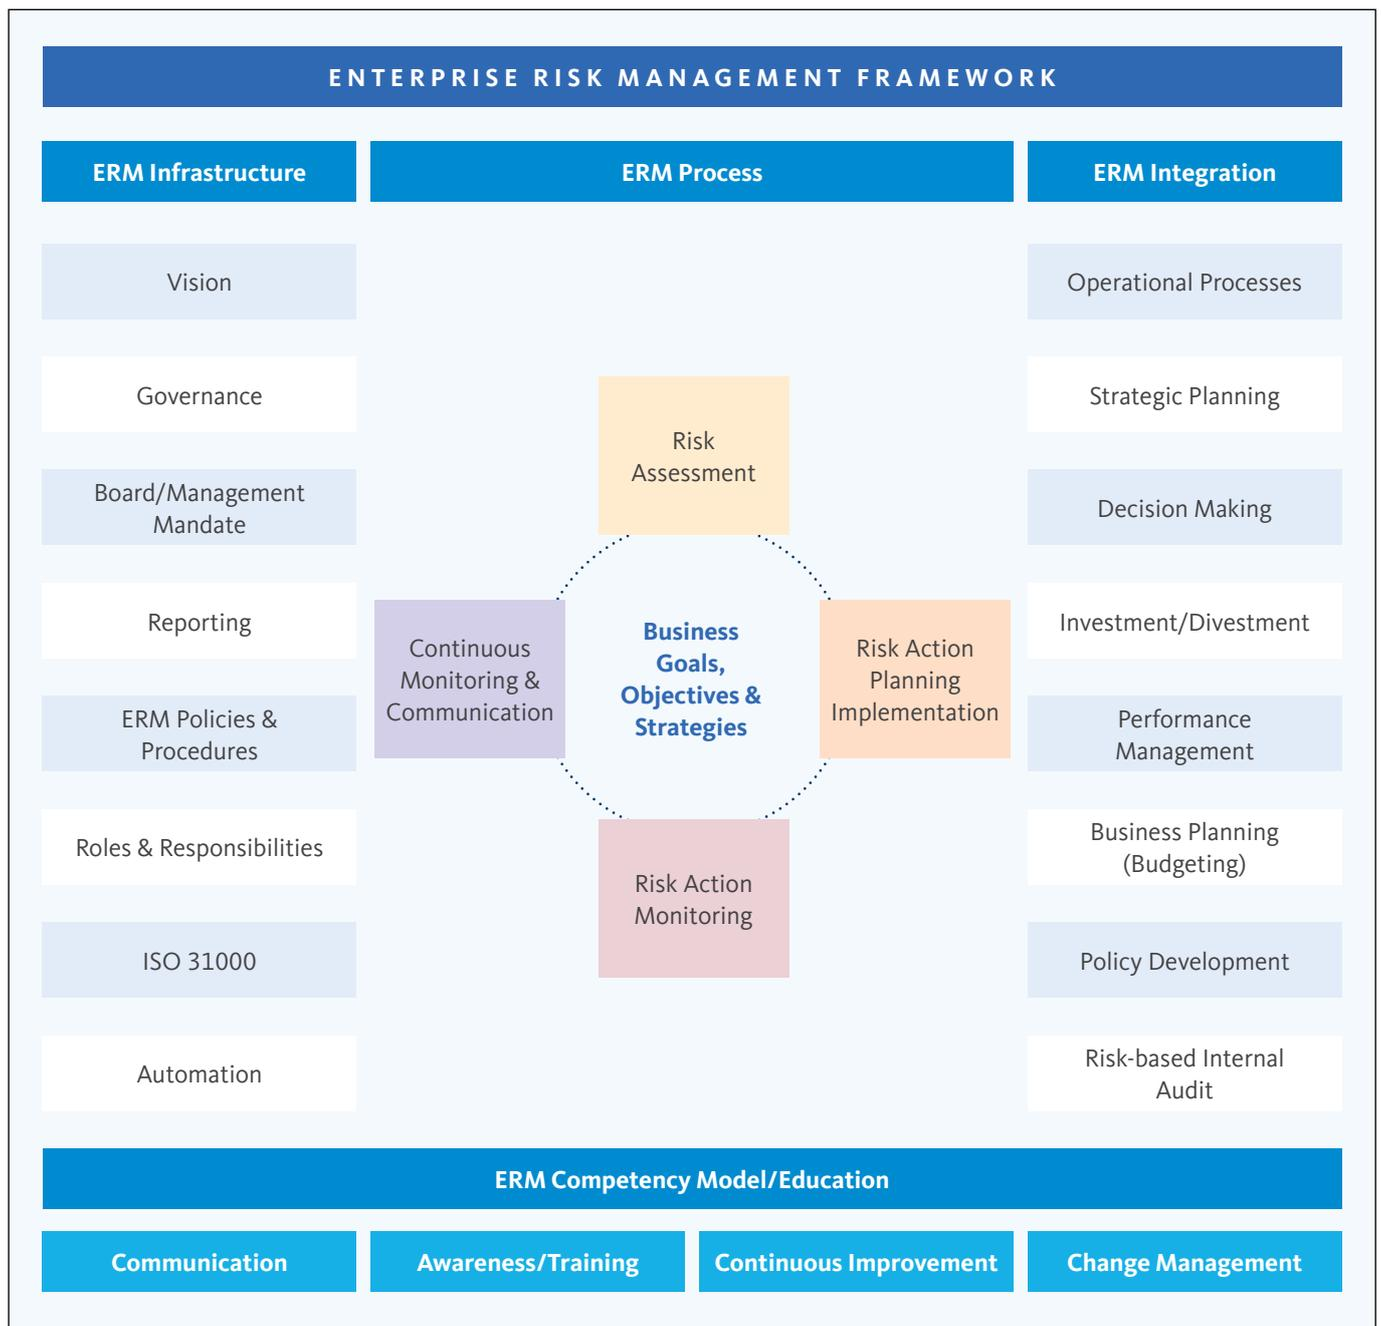 ENTERPRISE RISK MANAGEMENT FRAMEWORK
ERM Infrastructure
ERM Process
ERM Integration
Vision
Governance
Board/Management
Mandate
Reporting
ERM Policies &
Procedures
Roles & Responsibilities
ISO 31000
Automation
Risk
Assessment
Continuous
Monitoring &
Communication
Business
Goals,
Objectives &
Strategies
Risk Action
Planning
Implementation
Risk Action
Monitoring
Operational Processes
Strategic Planning
Decision Making
Investment/Divestment
Performance
Management
Business Planning
(Budgeting)
Policy Development
Risk-based Internal
Audit
ERM Competency Model/Education
Communication
Awareness/Training
Continuous Improvement
Change Management